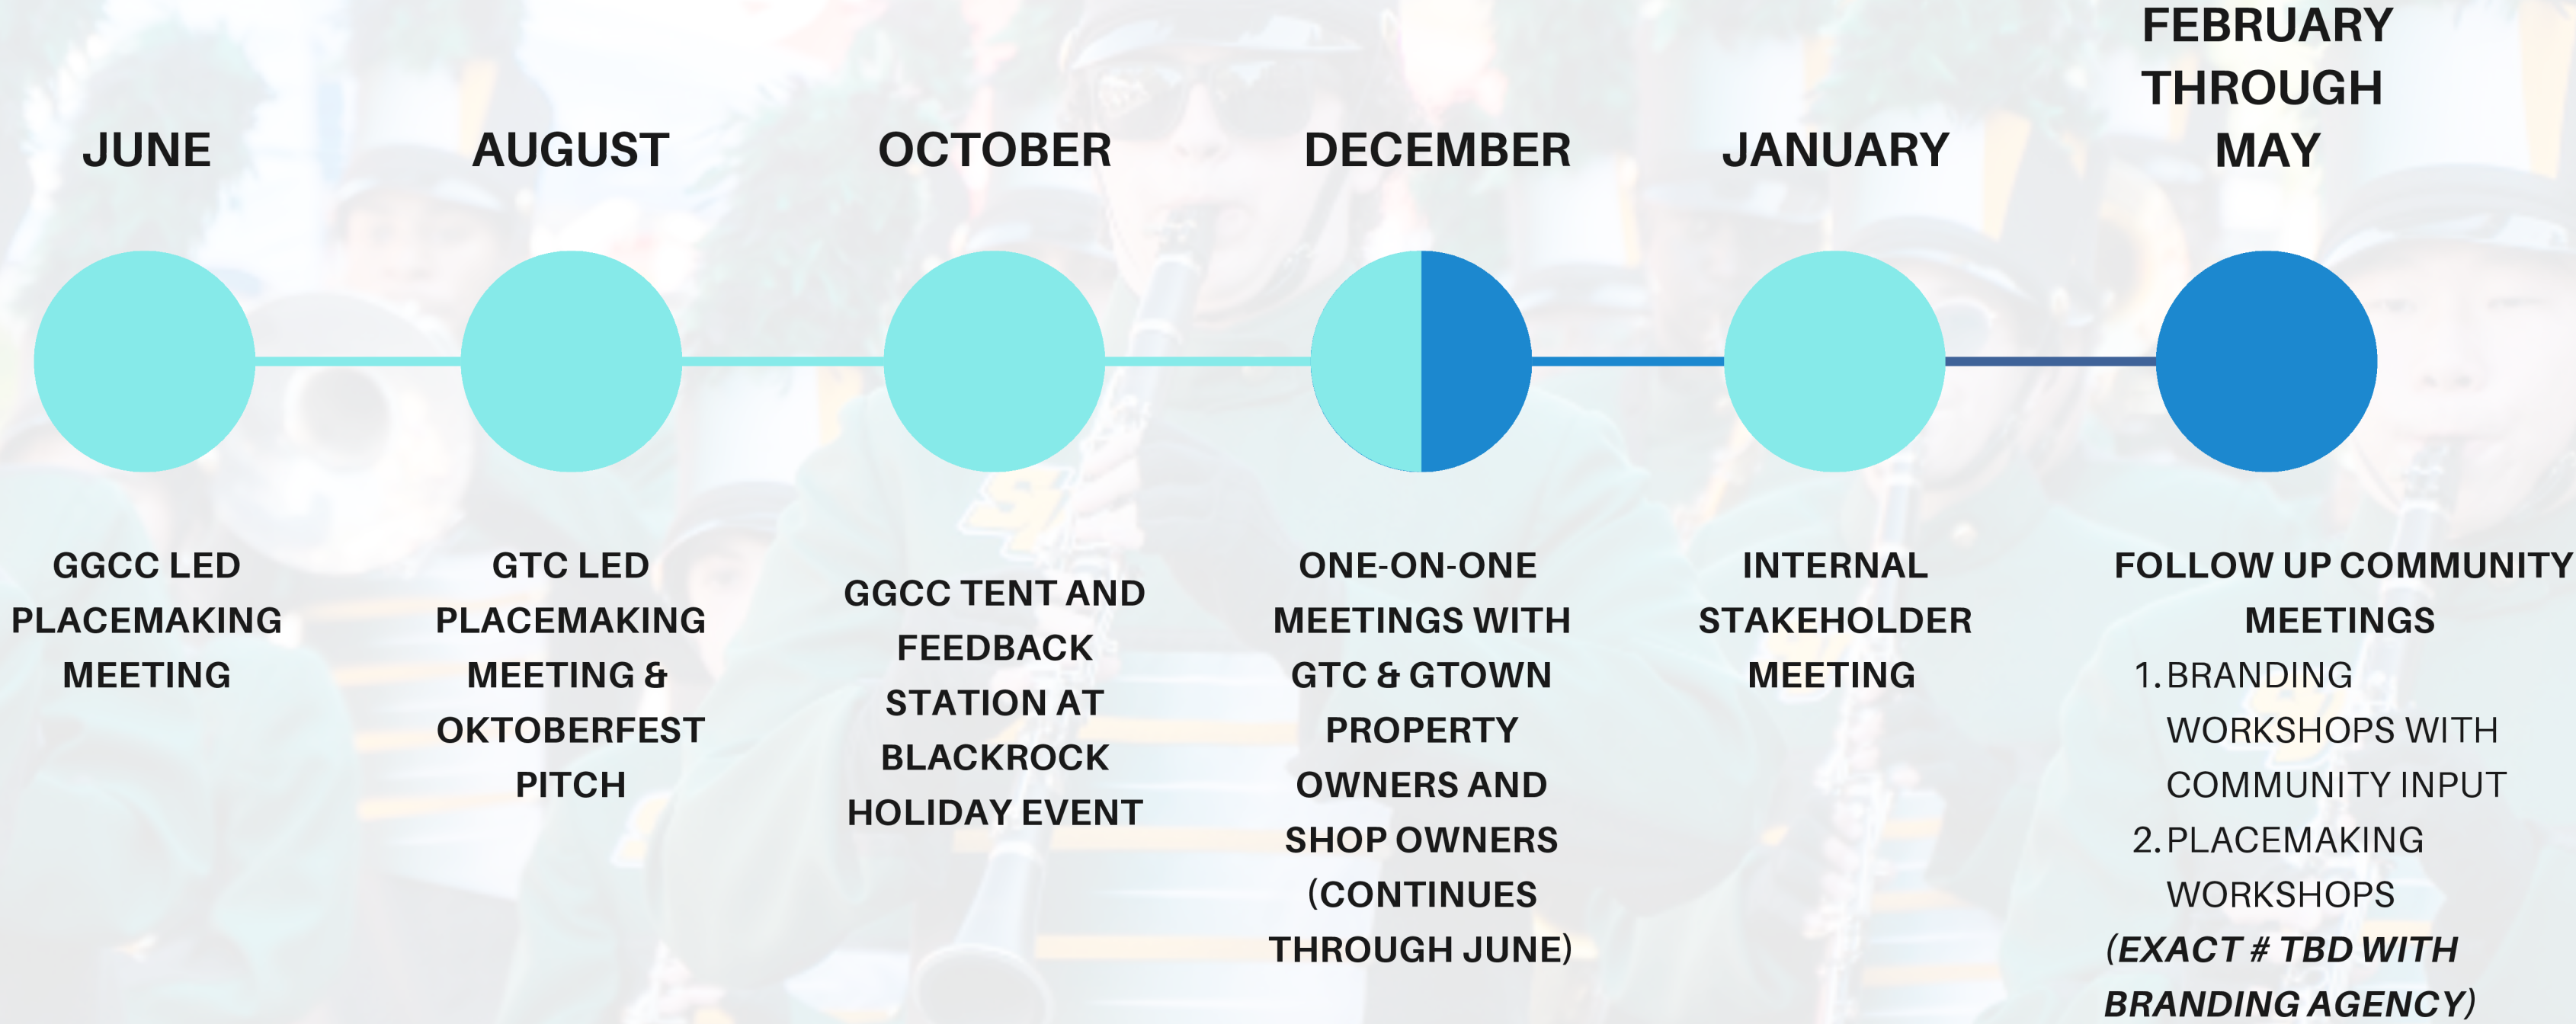 JUNE
GGCC LED
PLACEMAKING
MEETING
AUGUST
GTC LED
PLACEMAKING
MEETING &
OKTOBERFEST
PITCH
OCTOBER
GGCC TENT AND
FEEDBACK
STATION AT
BLACKROCK
HOLIDAY EVENT
DECEMBER
ONE-ON-ONE
MEETINGS WITH
GTC & GTOWN
PROPERTY
OWNERS AND
SHOP OWNERS
(CONTINUES
THROUGH JUNE)
JANUARY
INTERNAL
STAKEHOLDER
MEETING
FEBRUARY
THROUGH
MAY
FOLLOW UP COMMUNITY
MEETINGS
1. BRANDING
WORKSHOPS WITH
COMMUNITY INPUT
2. PLACEMAKING
WORKSHOPS
(EXACT # TBD WITH
BRANDING AGENCY)